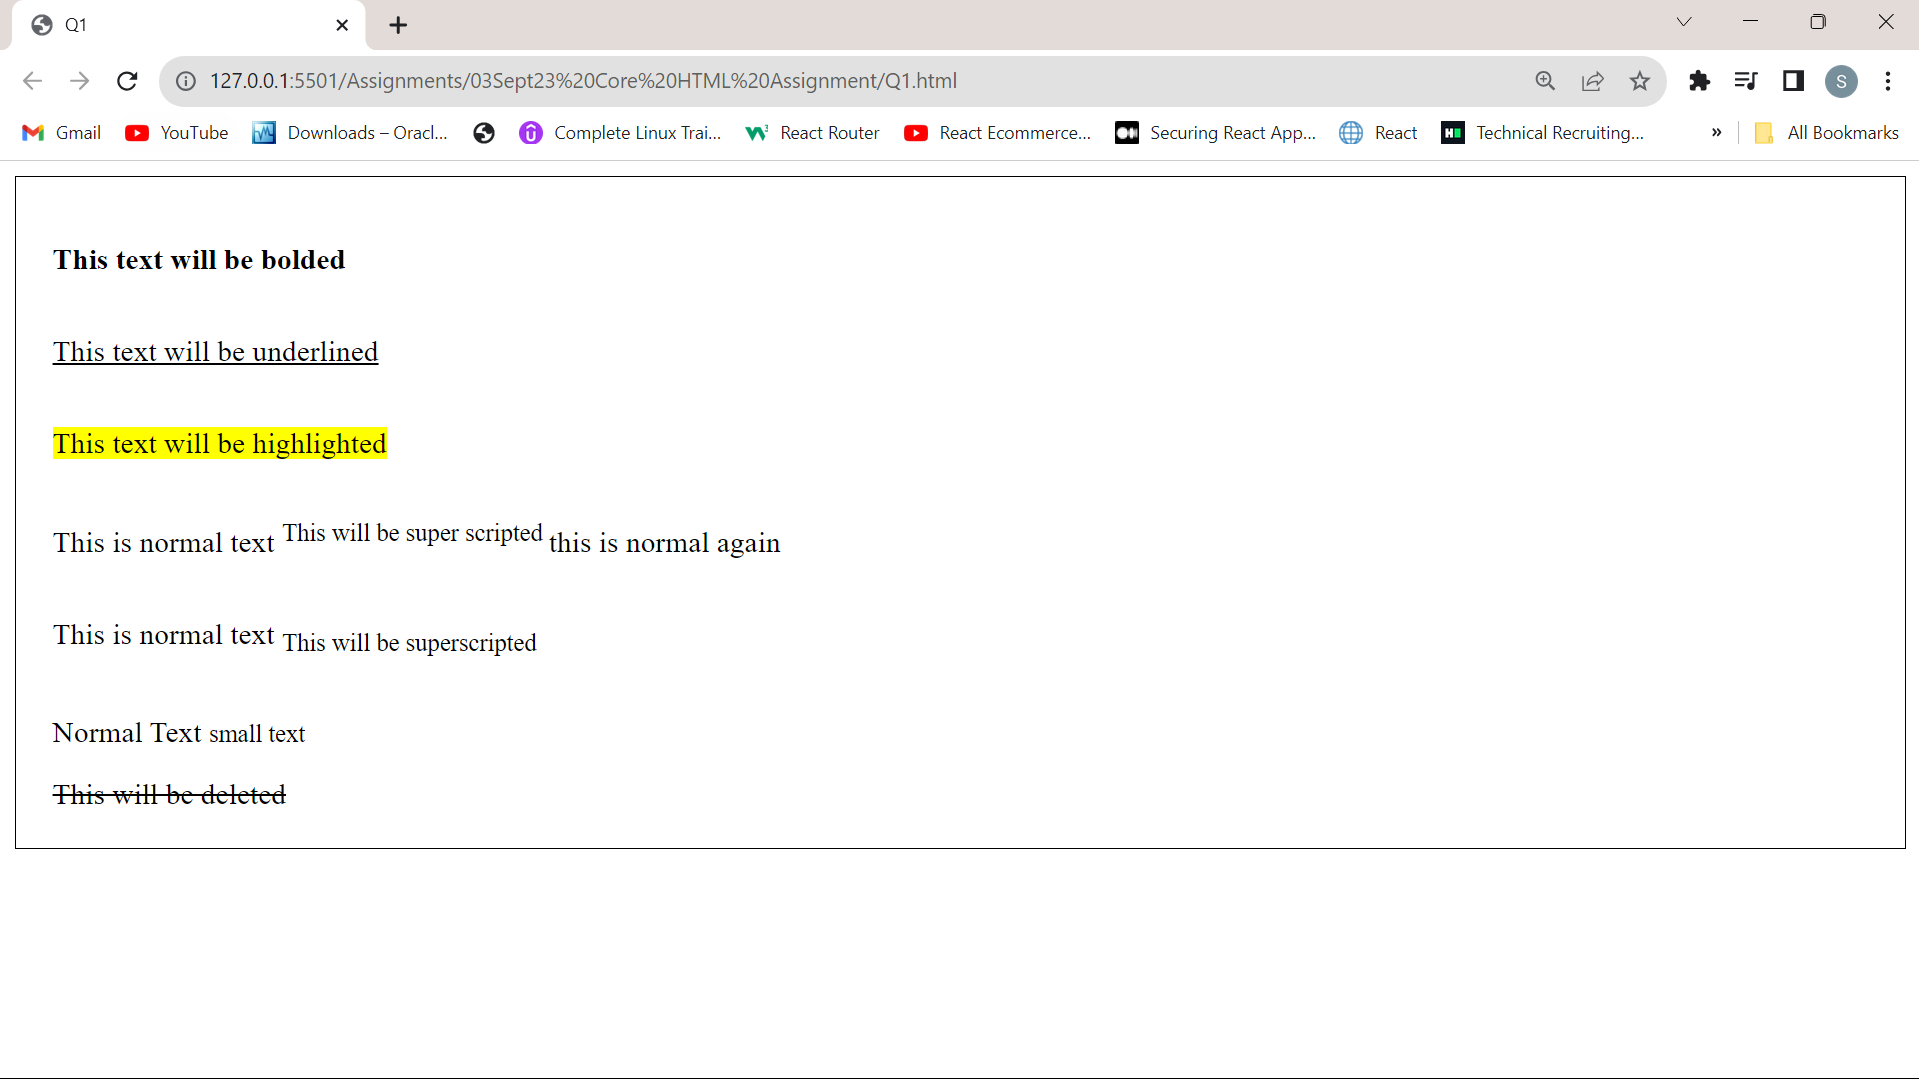 Q1
127.0.0.1:5501/Assignments/03Sept23%20Core%20HTML%20Assignment/Q1.html
S
Gmail YouTube Downloads – Oracl... Complete Linux Trai... React Router React Ecommerce... Securing React App... React Technical Recruiting... » All Bookmarks
This text will be bolded
This text will be underlined
This text will be highlighted
This is normal text This will be super scripted this is normal again
This is normal text This will be superscripted
Normal Text small text
This will be deleted